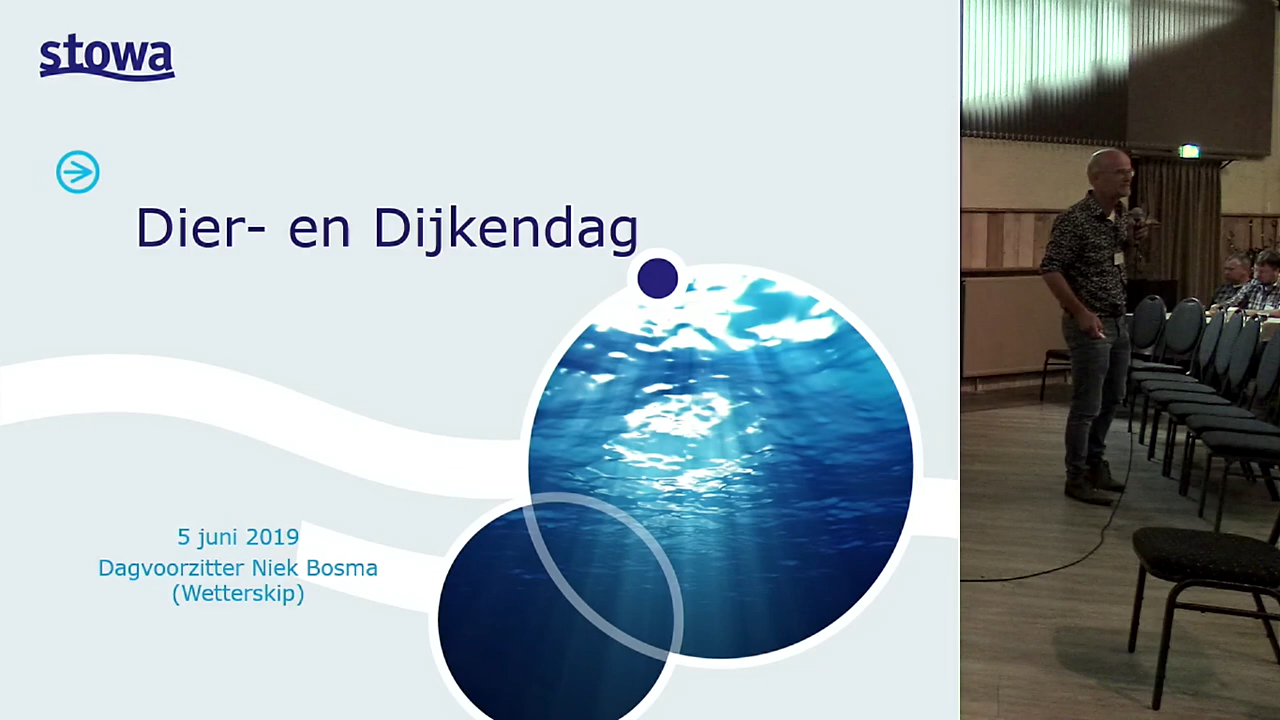 stowa
Dier- en Dijkendag
5 juni 2019
Dagvoorzitter Niek Bosma
(Wetterskip)